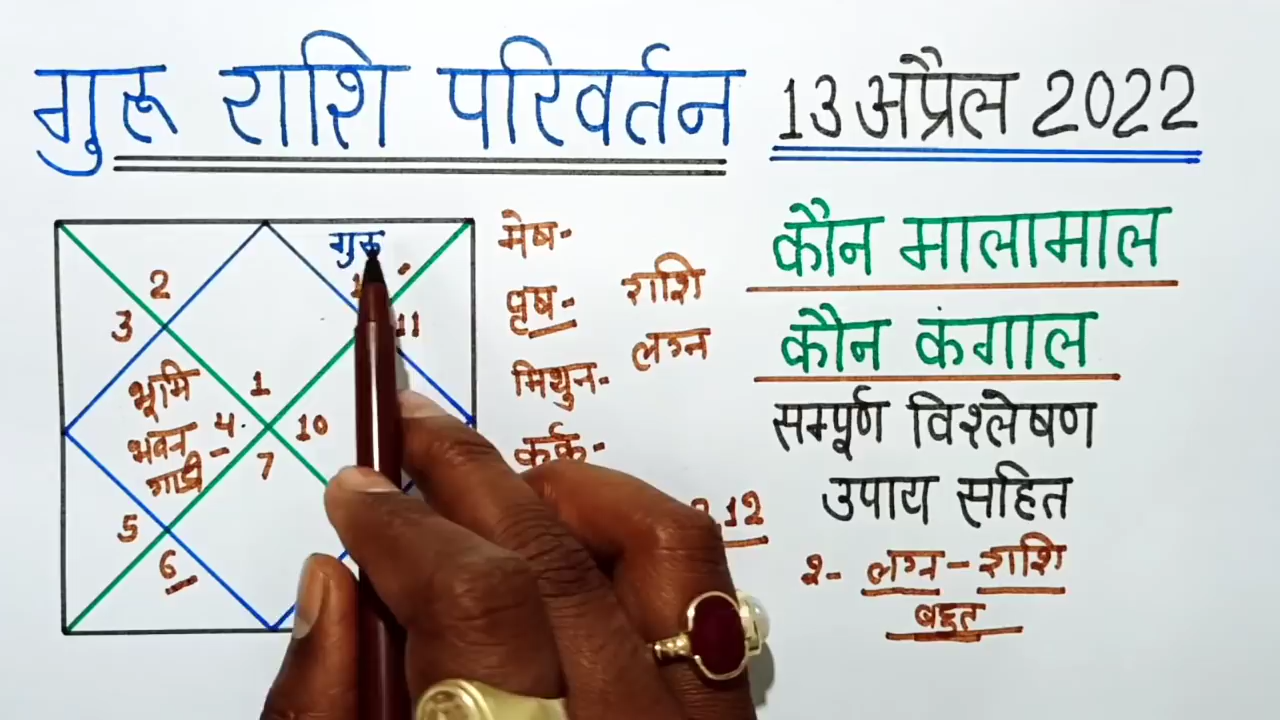 गुरू राशि परिवर्तन 13 अप्रैल 2022
गुरू
2
3
11
भूमि
भवन - 4
गाडी
1
10
7
5
6
मेष-
पृष- राशि
लग्न
मिथुन-
कर्क-
12
कौन मालामाल
कौन कंगाल
सम्पूर्ण विश्लेषण
उपाय सहित
२- लग्न - राशि
बहुत